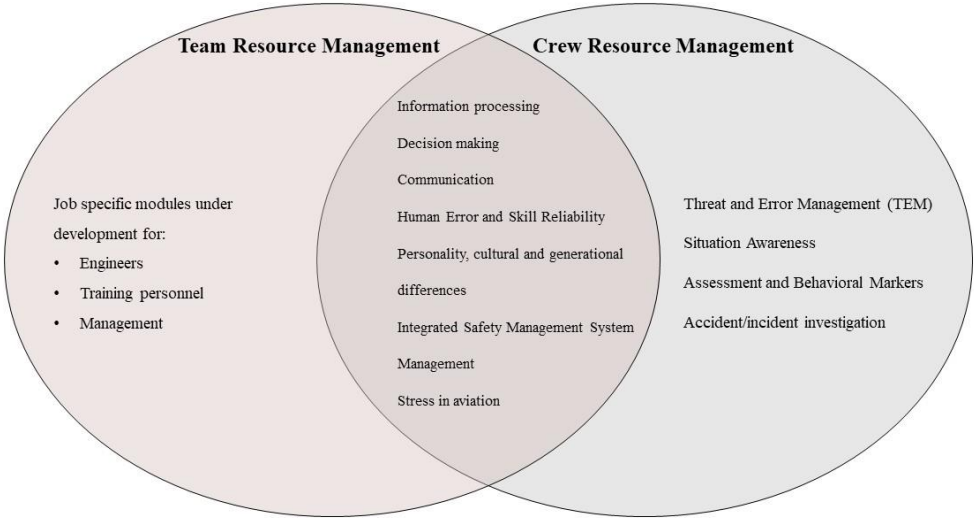 Team Resource Management
Crew Resource Management
Job specific modules under
development for:
• Engineers
• Training personnel
• Management
Information processing
Decision making
Communication
Human Error and Skill Reliability
Personality, cultural and generational
differences
Integrated Safety Management System
Management
Stress in aviation
Threat and Error Management (TEM)
Situation Awareness
Assessment and Behavioral Markers
Accident/incident investigation